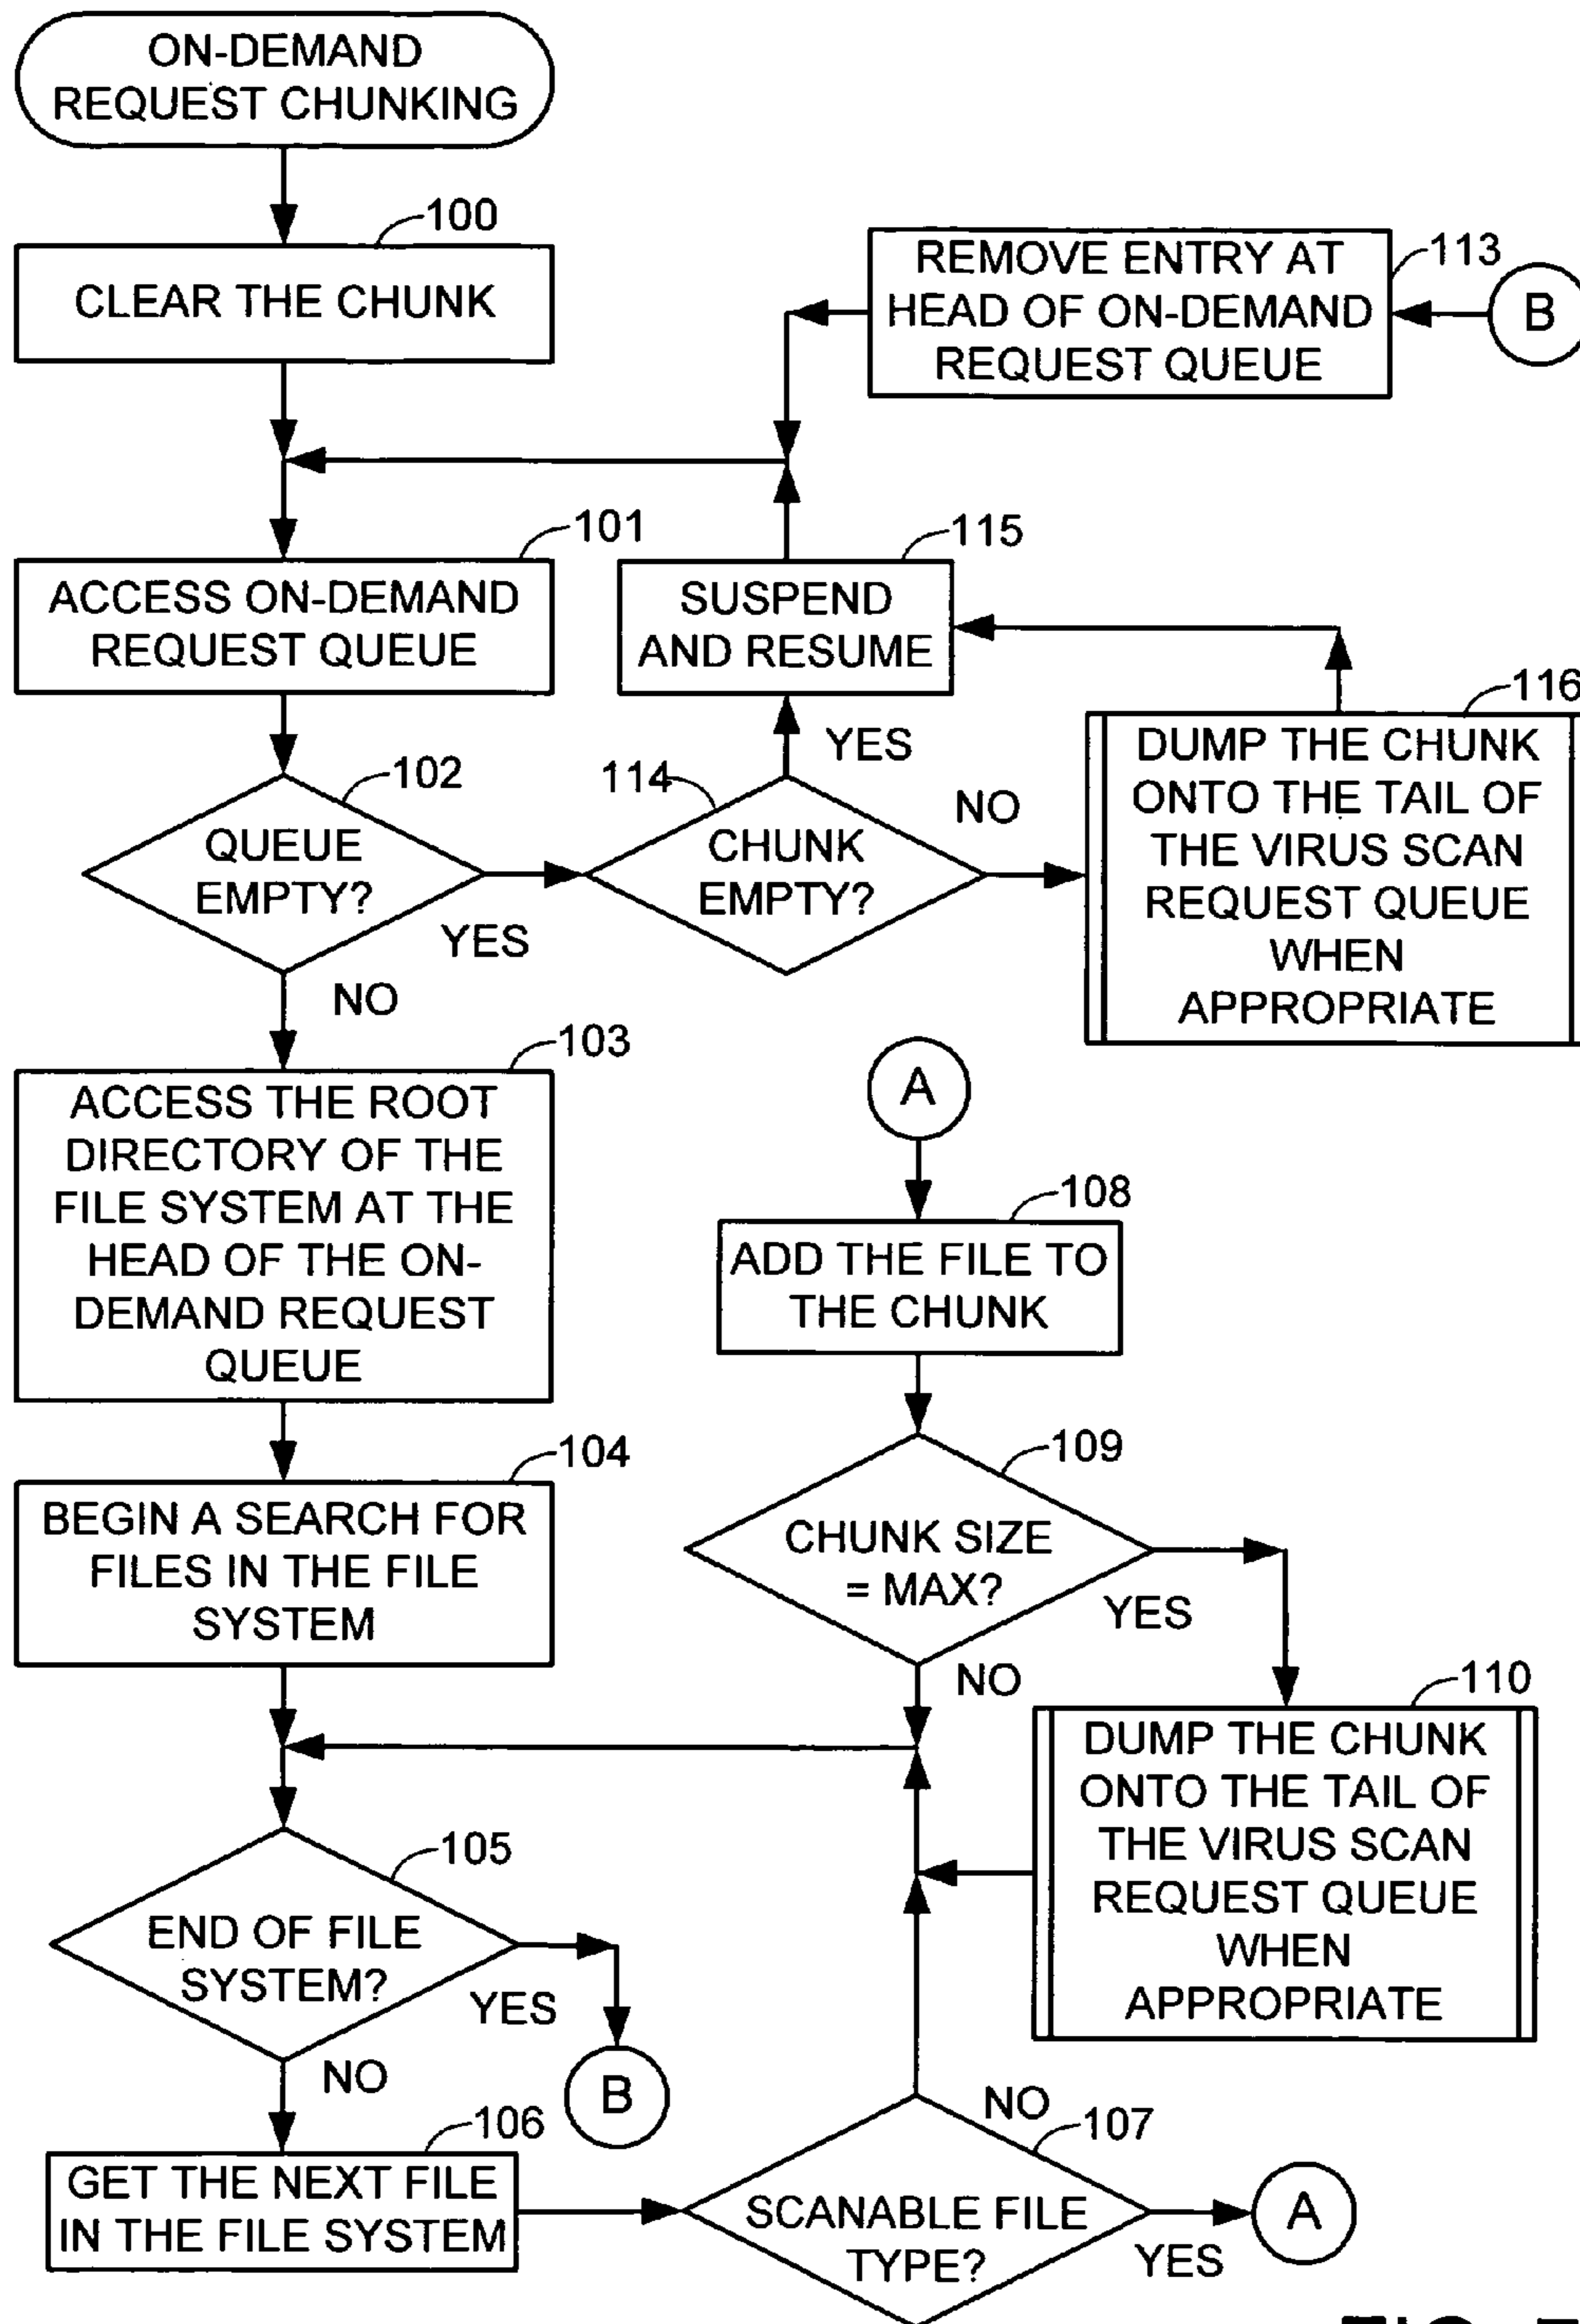 ON-DEMAND
REQUEST CHUNKING
100
CLEAR THE CHUNK
REMOVE ENTRY AT
HEAD OF ON-DEMAND
REQUEST QUEUE
113
B
101
ACCESS ON-DEMAND
REQUEST QUEUE
115
SUSPEND
AND RESUME
102
QUEUE
EMPTY?
YES
NO
114
CHUNK
EMPTY?
YES
NO
116
DUMP THE CHUNK
ONTO THE TAIL OF
THE VIRUS SCAN
REQUEST QUEUE
WHEN
APPROPRIATE
103
ACCESS THE ROOT
DIRECTORY OF THE
FILE SYSTEM AT THE
HEAD OF THE ON-
DEMAND REQUEST
QUEUE
A
108
ADD THE FILE TO
THE CHUNK
104
BEGIN A SEARCH FOR
FILES IN THE FILE
SYSTEM
109
CHUNK SIZE
= MAX?
YES
NO
110
DUMP THE CHUNK
ONTO THE TAIL OF
THE VIRUS SCAN
REQUEST QUEUE
WHEN
APPROPRIATE
105
END OF FILE
SYSTEM?
YES
NO
B
106
GET THE NEXT FILE
IN THE FILE SYSTEM
107
SCANABLE FILE
TYPE?
NO
YES
A